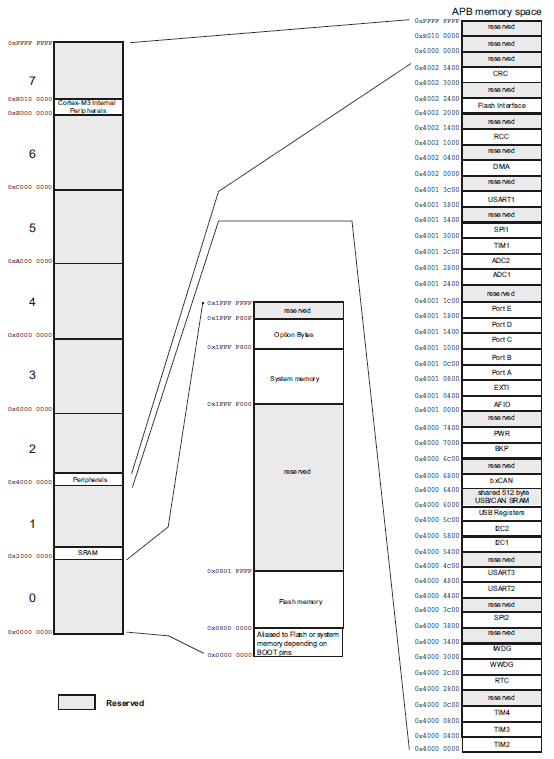 APB memory space
0xFFFF FFFF
reserved
0xE010 0000
reserved
0x6000 0000
reserved
0x4002 3400
CRC
0x4002 3000
reserved
0x4002 2400
Flash Interface
0x4002 2000
reserved
0x4002 1400
RCC
0x4002 1000
reserved
0x4002 0400
DMA
0x4002 0000
reserved
0x4001 3C00
USART1
0x4001 3800
reserved
0x4001 3400
SPI1
0x4001 3000
TIM1
0x4001 2C00
ADC2
0x4001 2800
ADC1
0x4001 2400
reserved
0x4001 1C00
Port E
0x4001 1800
Port D
0x4001 1400
Port C
0x4001 1000
Port B
0x4001 0C00
Port A
0x4001 0800
EXTI
0x4001 0400
AFIO
0x4001 0000
reserved
0x4000 7400
PWR
0x4000 7000
BKP
0x4000 6C00
reserved
0x4000 6800
bxCAN
0x4000 6400
shared 512 byte
USB/CAN SRAM
0x4000 6000
USB Registers
0x4000 5C00
I2C2
0x4000 5800
I2C1
0x4000 5400
reserved
0x4000 4C00
USART3
0x4000 4800
USART2
0x4000 4400
reserved
0x4000 3C00
SPI2
0x4000 3800
reserved
0x4000 3400
IWDG
0x4000 3000
WWDG
0x4000 2C00
RTC
0x4000 2800
reserved
0x4000 0C00
TIM4
0x4000 0800
TIM3
0x4000 0400
TIM2
0x4000 0000
0xFFFF FFFF
7
0xE010 0000
Cortex-M3 Internal
Peripherals
0xE000 0000
6
0xC000 0000
5
0xA000 0000
4
0x8000 0000
3
0x6000 0000
2
Peripherals
0x4000 0000
1
SRAM
0x2000 0000
0
0x0000 0000
0x1FFF FFFF
reserved
0x1FFF F80F
Option Bytes
0x1FFF F800
System memory
0x1FFF F000
reserved
0x0801 FFFF
Flash memory
0x0800 0000
Aliased to Flash or system
memory depending on
BOOT pins
0x0000 0000
Reserved